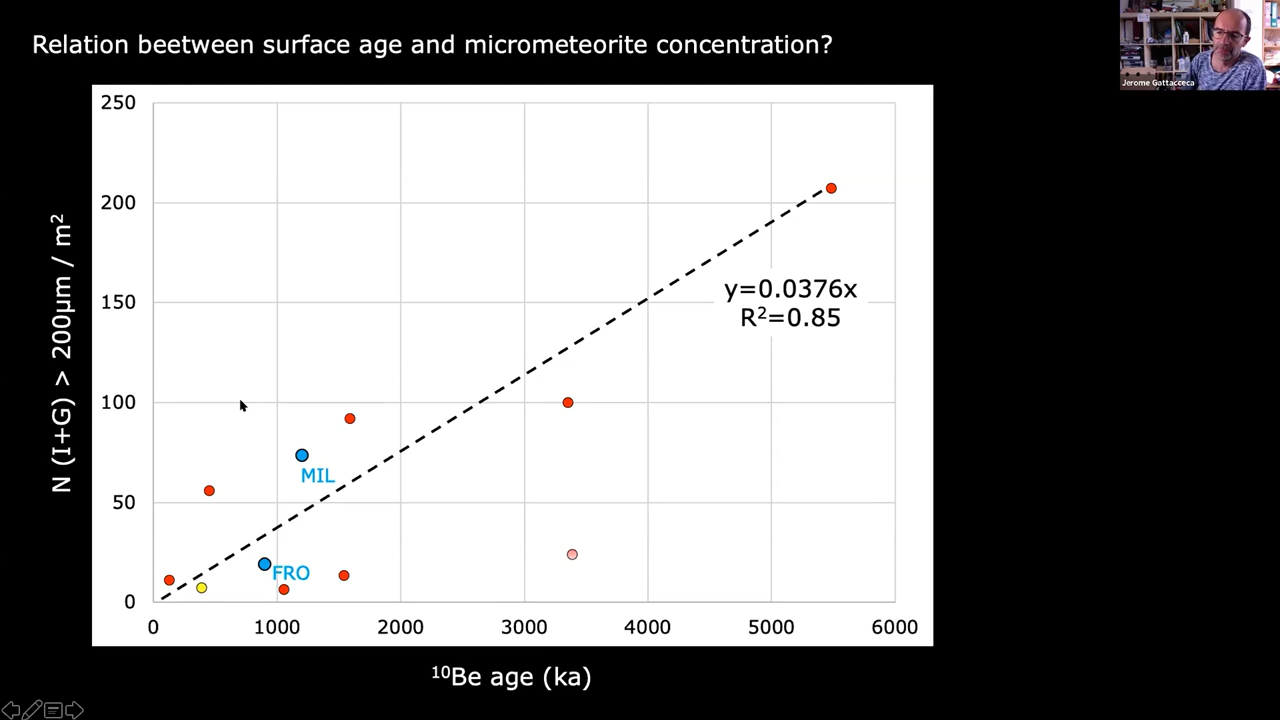 Relation beetween surface age and micrometeorite concentration?
Jerome Gattacceca
N (I+G) > 200µm / m²
250
200
150
100
50
0
y=0.0376x
R²=0.85
MIL
FRO
0 1000 2000 3000 4000 5000 6000
¹⁰Be age (ka)